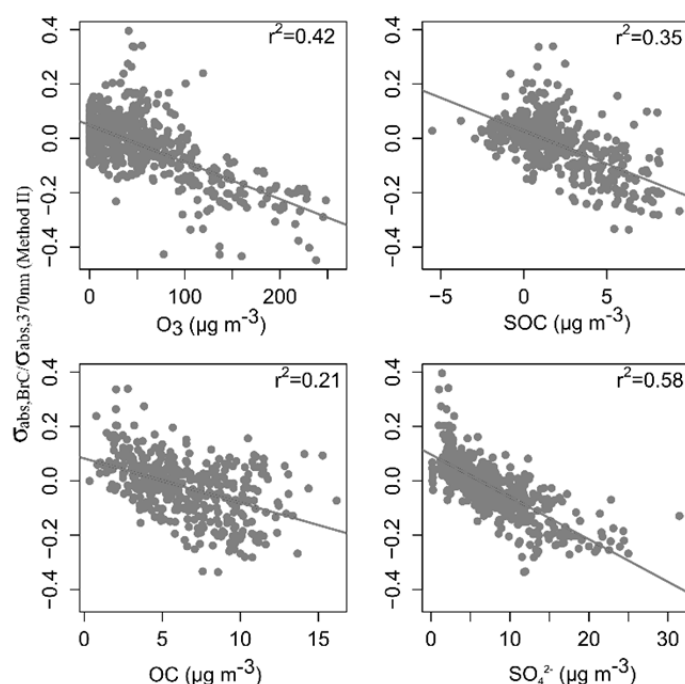 σabs,BrC/σabs,370nm (Method II)
0.4
0.2
0.0
−0.2
−0.4
r²=0.42
0 100 200
O₃ (µg m⁻³)
0.4
0.2
0.0
−0.2
−0.4
r²=0.35
−5 0 5
SOC (µg m⁻³)
0.4
0.2
0.0
−0.2
−0.4
r²=0.21
0 5 10 15
OC (µg m⁻³)
0.4
0.2
0.0
−0.2
−0.4
r²=0.58
0 10 20 30
SO₄²⁻ (µg m⁻³)